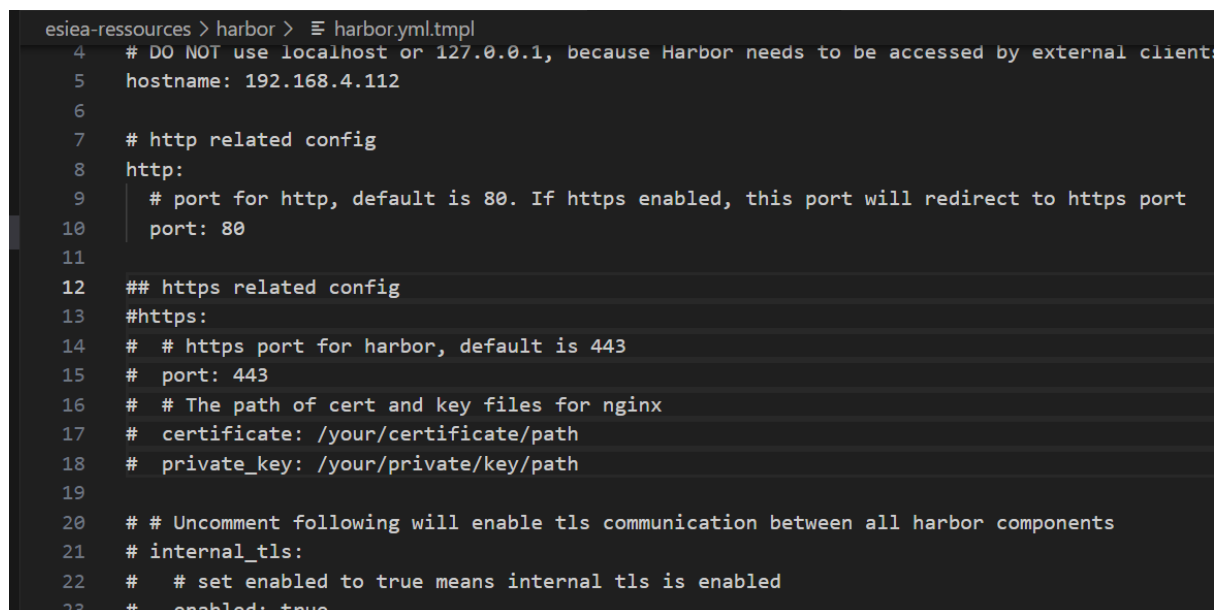 esiea-ressources > harbor > harbor.yml.tmpl
4 # DO NOT use localhost or 127.0.0.1, because Harbor needs to be accessed by external clients
5 hostname: 192.168.4.112
6
7 # http related config
8 http:
9 # port for http, default is 80. If https enabled, this port will redirect to https port
10 port: 80
11
12 ## https related config
13 #https:
14 #  # https port for harbor, default is 443
15 #  port: 443
16 #  # The path of cert and key files for nginx
17 #  certificate: /your/certificate/path
18 #  private_key: /your/private/key/path
19
20 # # Uncomment following will enable tls communication between all harbor components
21 # internal_tls:
22 #   # set enabled to true means internal tls is enabled
23 #   enabled: true